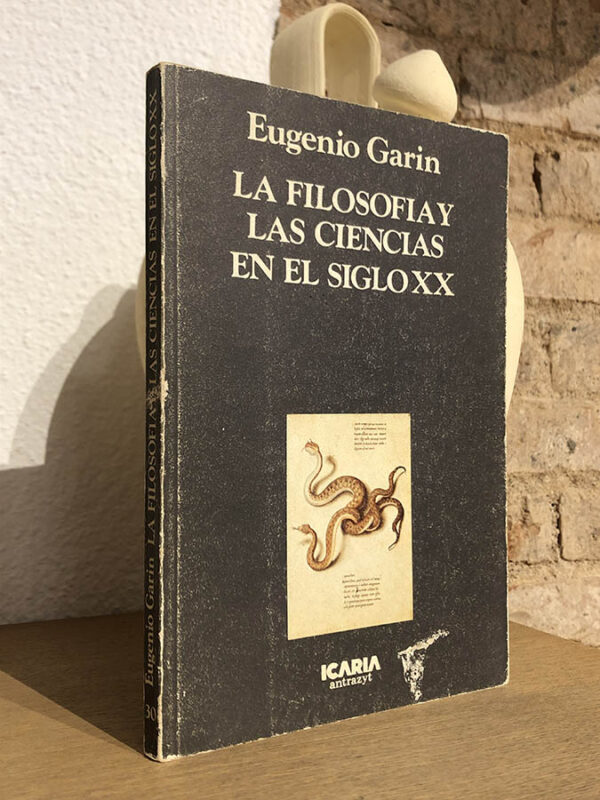 Eugenio Garin
LA FILOSOFIA Y
LAS CIENCIAS
EN EL SIGLO XX
ICARIA
antrazyt
Eugenio Garin LA FILOSOFIA Y LAS CIENCIAS EN EL SIGLO XX
30